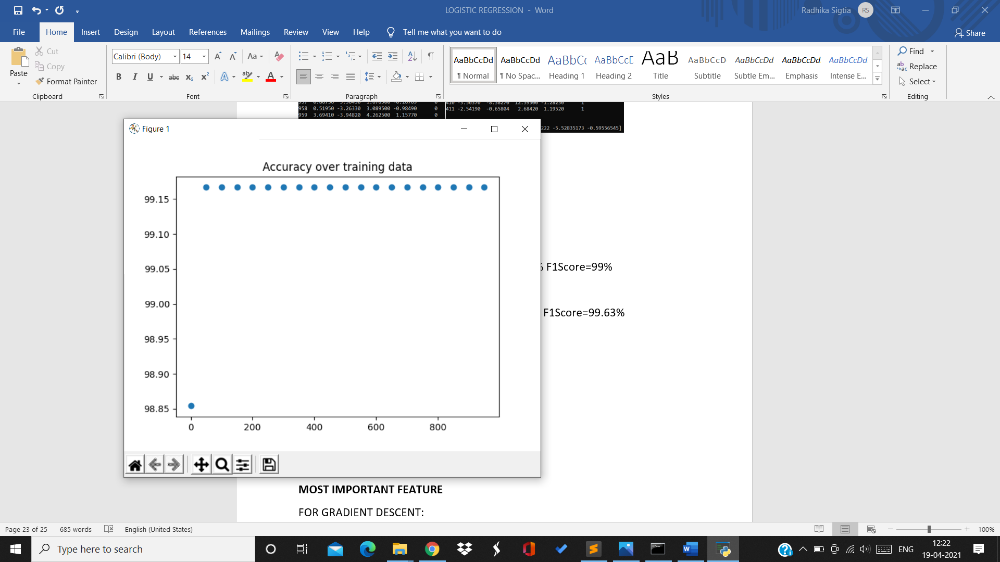 LOGISTIC REGRESSION - Word
Radhika Sigtia
RS
File Home Insert Design Layout References Mailings Review View Help Tell me what you want to do
Share
Paste
Cut
Copy
Format Painter
Clipboard
Calibri (Body) 14
Font
Paragraph
AaBbCcDd AaBbCcDd AaBbCc AaBbCcD AaB AaBbCcD AaBbCcDd AaBbCcDd AaBbCcDd
¶ Normal ¶ No Spac... Heading 1 Heading 2 Title Subtitle Subtle Em... Emphasis Intense E...
Styles
Find
Replace
Select
Editing
958 0.51950 -3.26330 3.089500 -0.98490 0
959 3.69410 -3.94820 4.262500 1.15770 0
411 -2.54190 -0.65804 2.68420 1.19520 1
222 -5.52835173 -0.59556545]
Figure 1
Accuracy over training data
99.15
99.10
99.05
99.00
98.95
98.90
98.85
0 200 400 600 800
% F1Score=99%
F1Score=99.63%
MOST IMPORTANT FEATURE
FOR GRADIENT DESCENT:
Page 23 of 25 685 words English (United States)
100%
Type here to search
ENG
12:22
19-04-2021